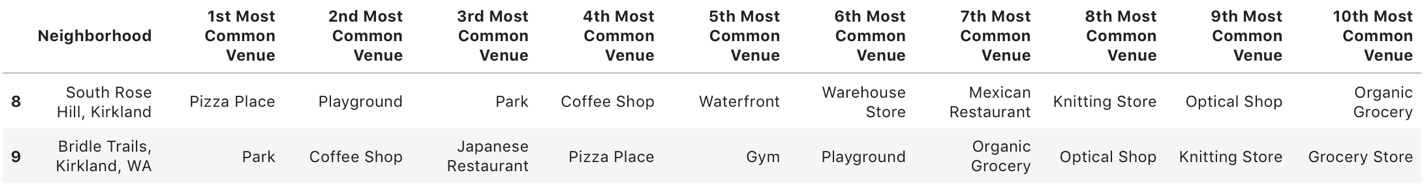 Neighborhood 1st Most Common Venue 2nd Most Common Venue 3rd Most Common Venue 4th Most Common Venue 5th Most Common Venue 6th Most Common Venue 7th Most Common Venue 8th Most Common Venue 9th Most Common Venue 10th Most Common Venue
8 South Rose Hill, Kirkland Pizza Place Playground Park Coffee Shop Waterfront Warehouse Store Mexican Restaurant Knitting Store Optical Shop Organic Grocery
9 Bridle Trails, Kirkland, WA Park Coffee Shop Japanese Restaurant Pizza Place Gym Playground Organic Grocery Optical Shop Knitting Store Grocery Store